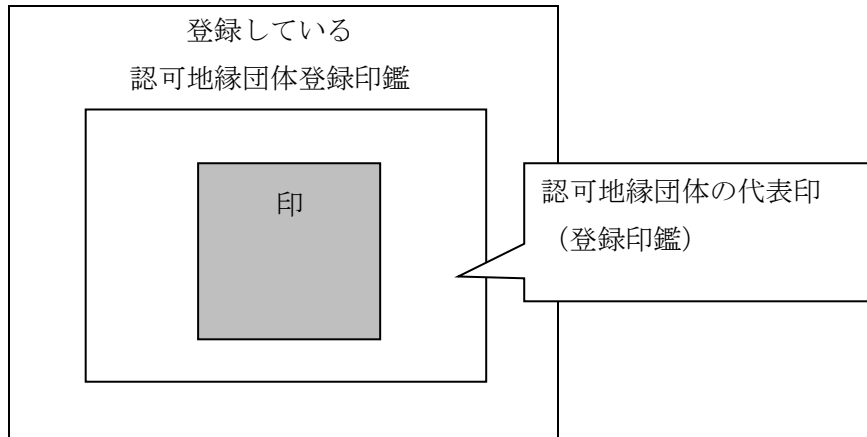 登録している
認可地縁団体登録印鑑
印
認可地縁団体の代表印
（登録印鑑）